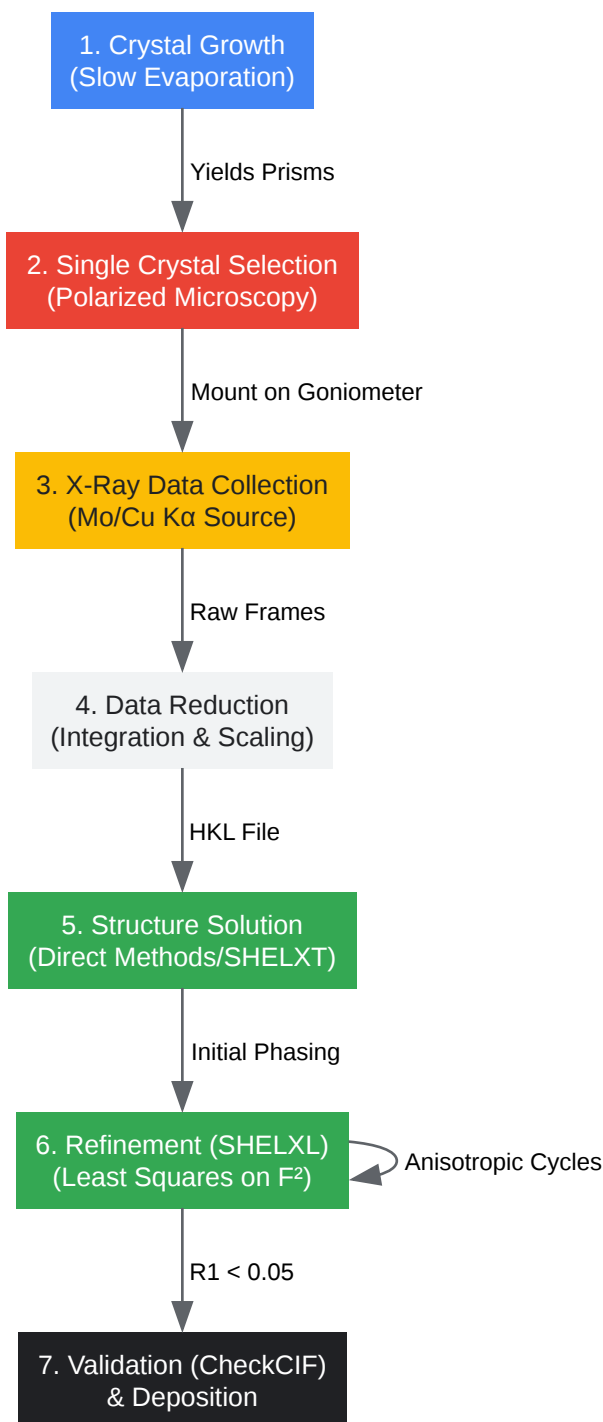 1. Crystal Growth
(Slow Evaporation)
Yields Prisms
2. Single Crystal Selection
(Polarized Microscopy)
Mount on Goniometer
3. X-Ray Data Collection
(Mo/Cu Kα Source)
Raw Frames
4. Data Reduction
(Integration & Scaling)
HKL File
5. Structure Solution
(Direct Methods/SHELXT)
Initial Phasing
6. Refinement (SHELXL)
(Least Squares on F²)
Anisotropic Cycles
R1 < 0.05
7. Validation (CheckCIF)
& Deposition